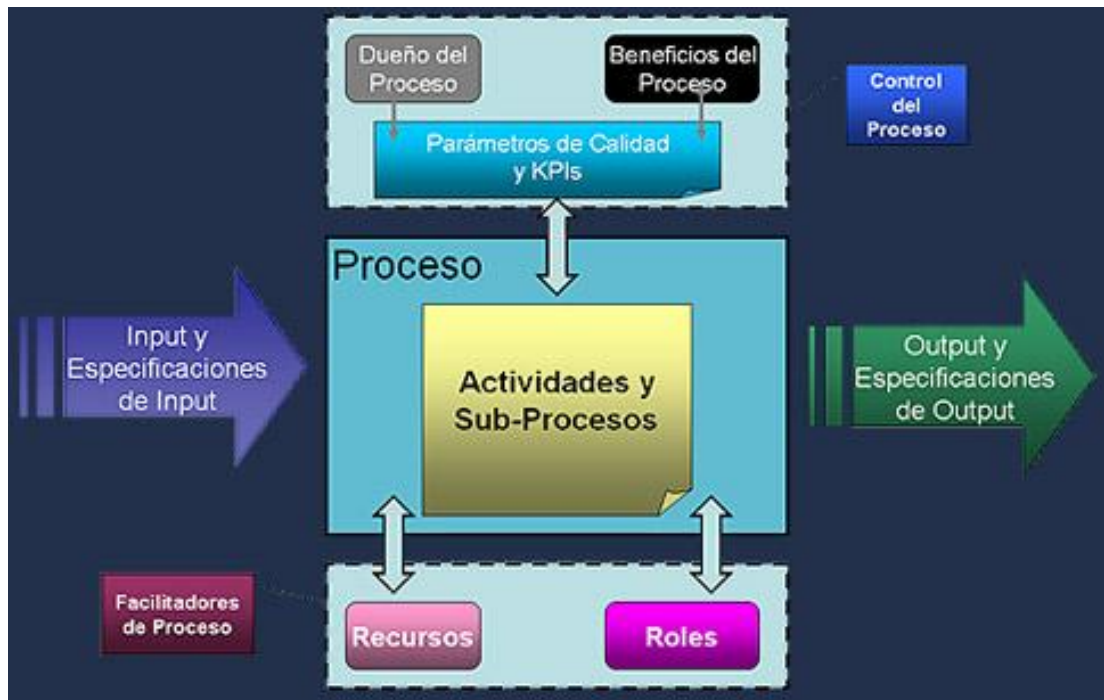 Dueño del
Proceso
Beneficios del
Proceso
Control
del
Proceso
Parámetros de Calidad
y KPIs
Proceso
Input y
Especificaciones
de Input
Actividades y
Sub-Procesos
Output y
Especificaciones
de Output
Facilitadores
de Proceso
Recursos
Roles